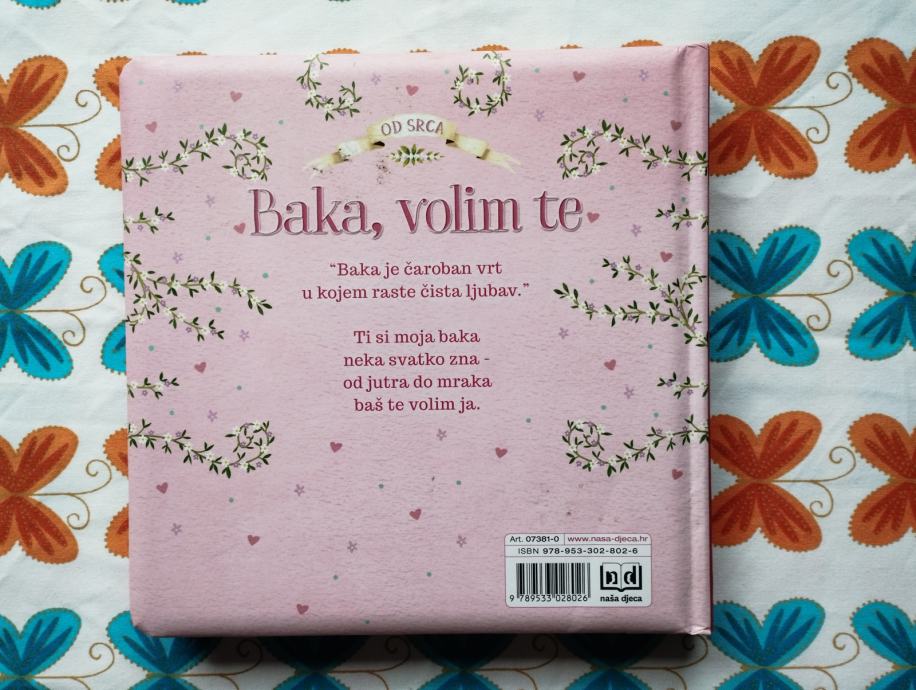 OD SRCA
Baka, volim te
“Baka je čaroban vrt
u kojem raste čista ljubav.”
Ti si moja baka
neka svatko zna -
od jutra do mraka
baš te volim ja.
Art. 07381-0 www.nasa-djeca.hr
ISBN 978-953-302-802-6
9 789533 028026
nd
naša djeca